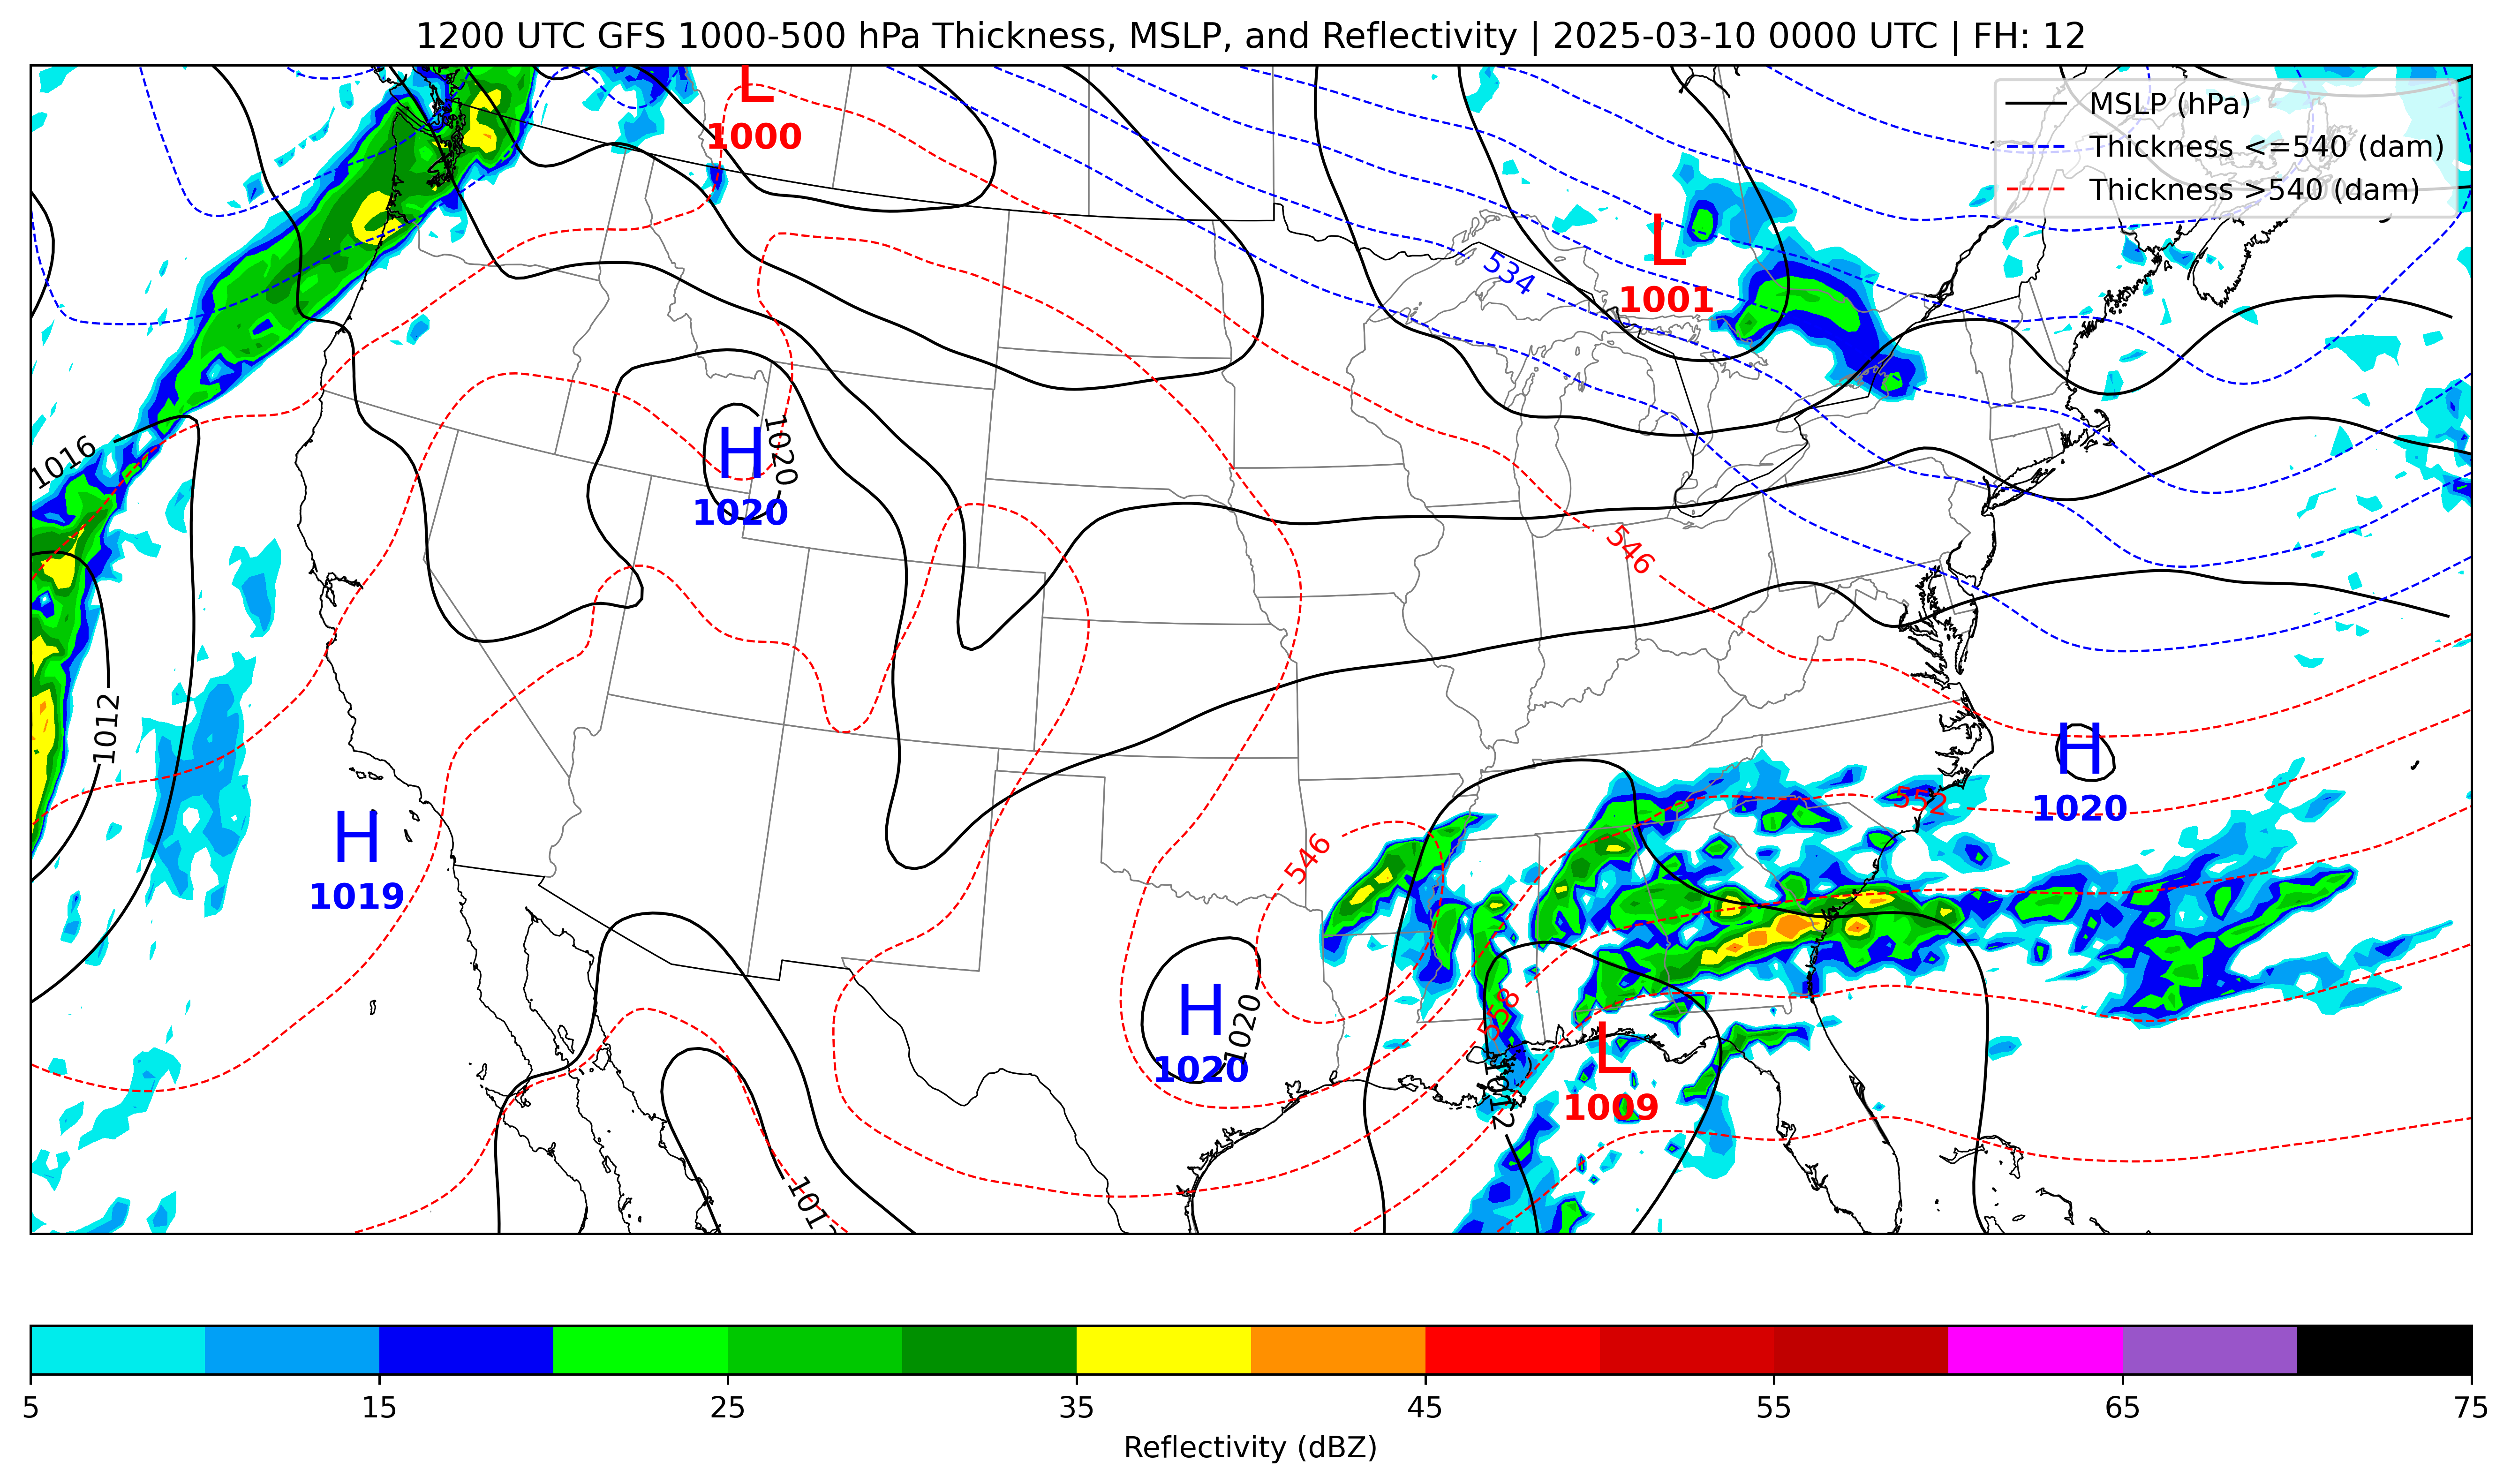 1200 UTC GFS 1000-500 hPa Thickness, MSLP, and Reflectivity | 2025-03-10 0000 UTC | FH: 12
MSLP (hPa)
Thickness <=540 (dam)
Thickness >540 (dam)
L
1000
L
1001
534
H
1020
1020
1016
546
1012
H
1020
552
H
1019
546
H
1020
1020
558
L
1009
1012
101
5
15
25
35
45
55
65
75
Reflectivity (dBZ)